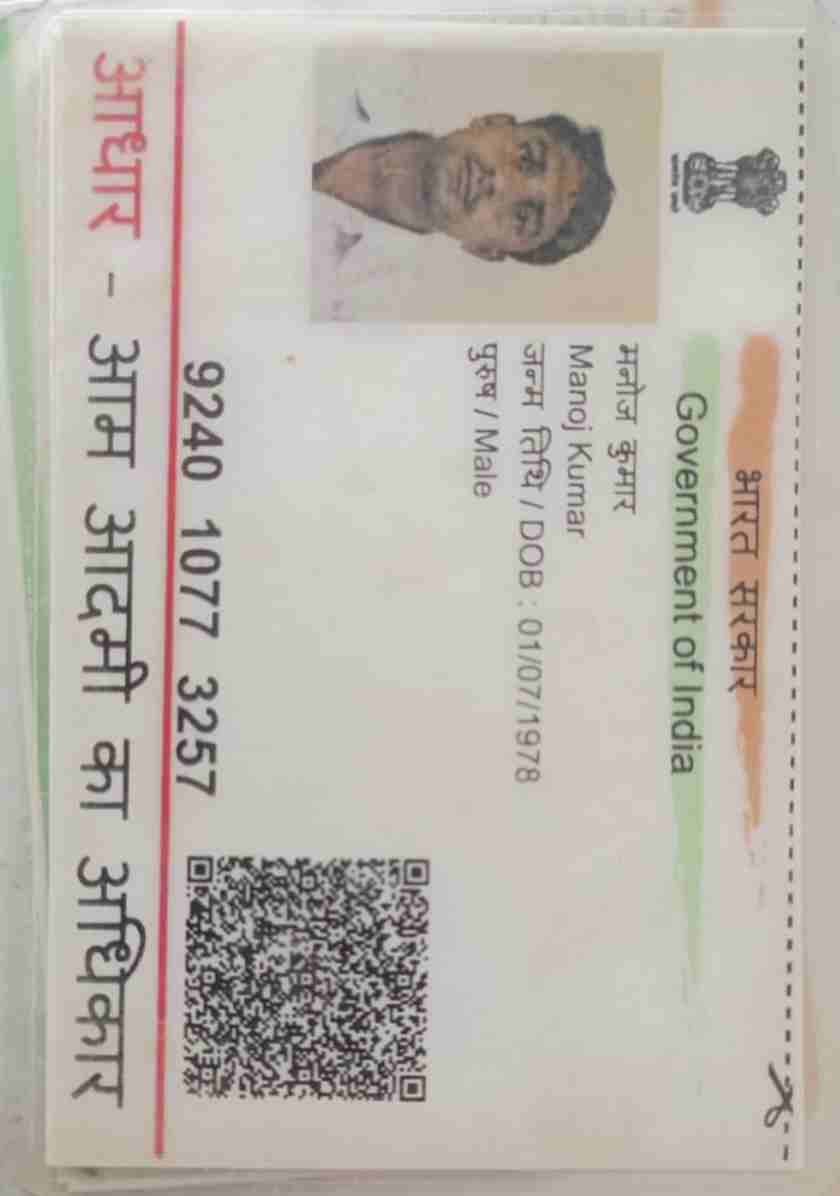 भारत सरकार
Government of India
मनोज कुमार
Manoj Kumar
जन्म तिथि / DOB : 01/07/1978
पुरुष / Male
9240 1077 3257
आधार - आम आदमी का अधिकार